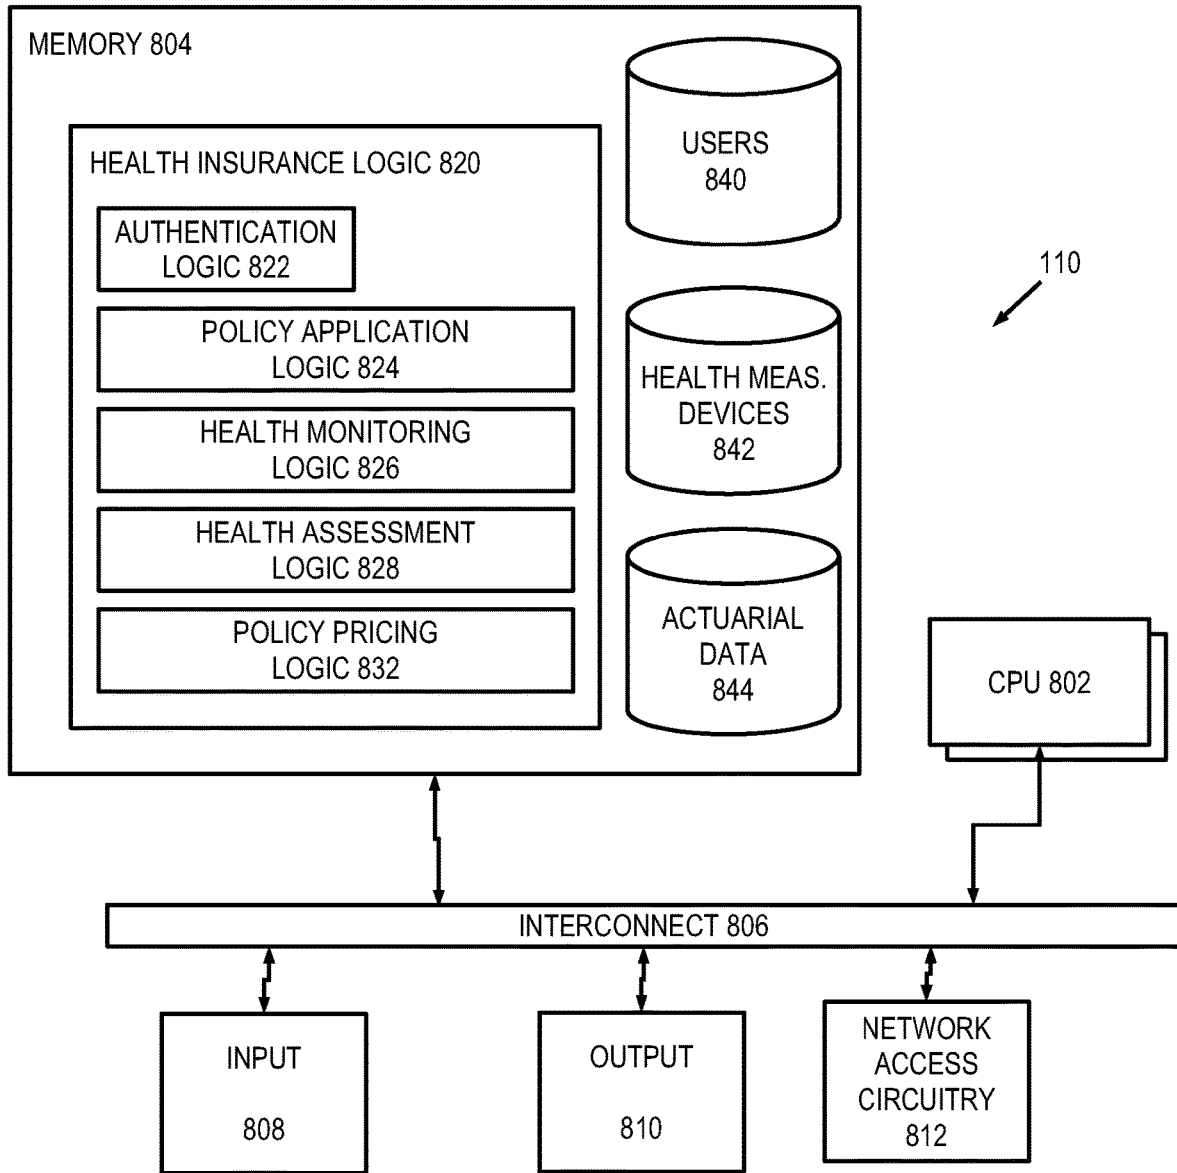 MEMORY 804
HEALTH INSURANCE LOGIC 820
AUTHENTICATION
LOGIC 822
POLICY APPLICATION
LOGIC 824
HEALTH MONITORING
LOGIC 826
HEALTH ASSESSMENT
LOGIC 828
POLICY PRICING
LOGIC 832
USERS
840
HEALTH MEAS.
DEVICES
842
ACTUARIAL
DATA
844
110
CPU 802
INTERCONNECT 806
INPUT
808
OUTPUT
810
NETWORK
ACCESS
CIRCUITRY
812